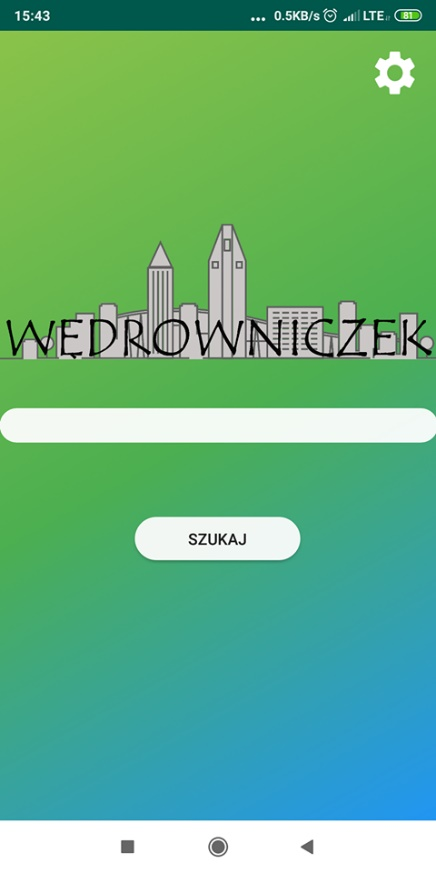 15:43
... 0.5KB/s LTE 81
WĘDROWNICZEK
SZUKAJ